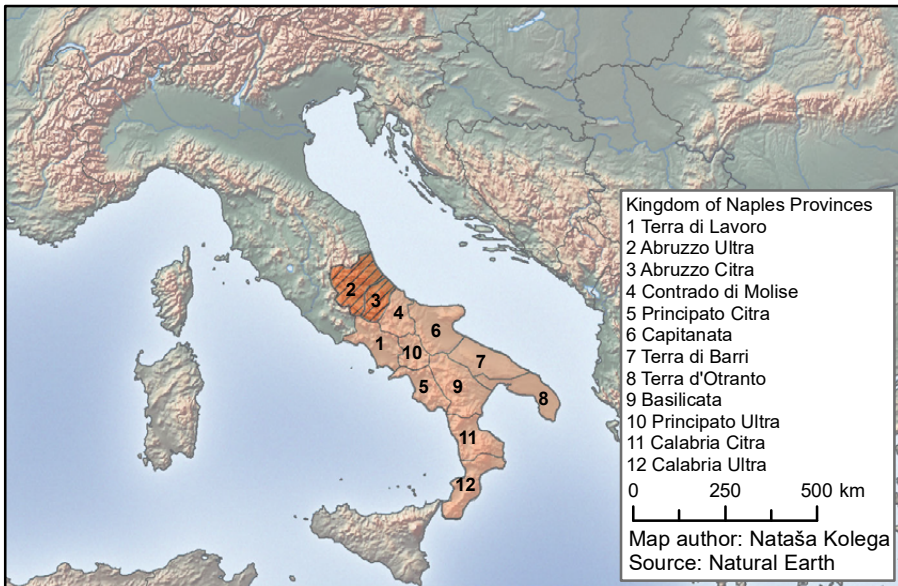 Kingdom of Naples Provinces
1 Terra di Lavoro
2 Abruzzo Ultra
3 Abruzzo Citra
4 Contrado di Molise
5 Principato Citra
6 Capitanata
7 Terra di Barri
8 Terra d'Otranto
9 Basilicata
10 Principato Ultra
11 Calabria Citra
12 Calabria Ultra
0 250 500 km
Map author: Nataša Kolega
Source: Natural Earth
2
3
4
6
1
10
7
5
9
8
11
12